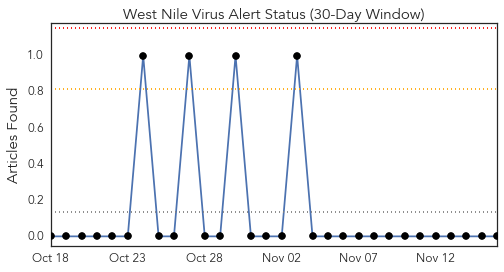 West Nile Virus Alert Status (30-Day Window)
Articles Found
1.0
0.8
0.6
0.4
0.2
0.0
Oct 18 Oct 23 Oct 28 Nov 02 Nov 07 Nov 12